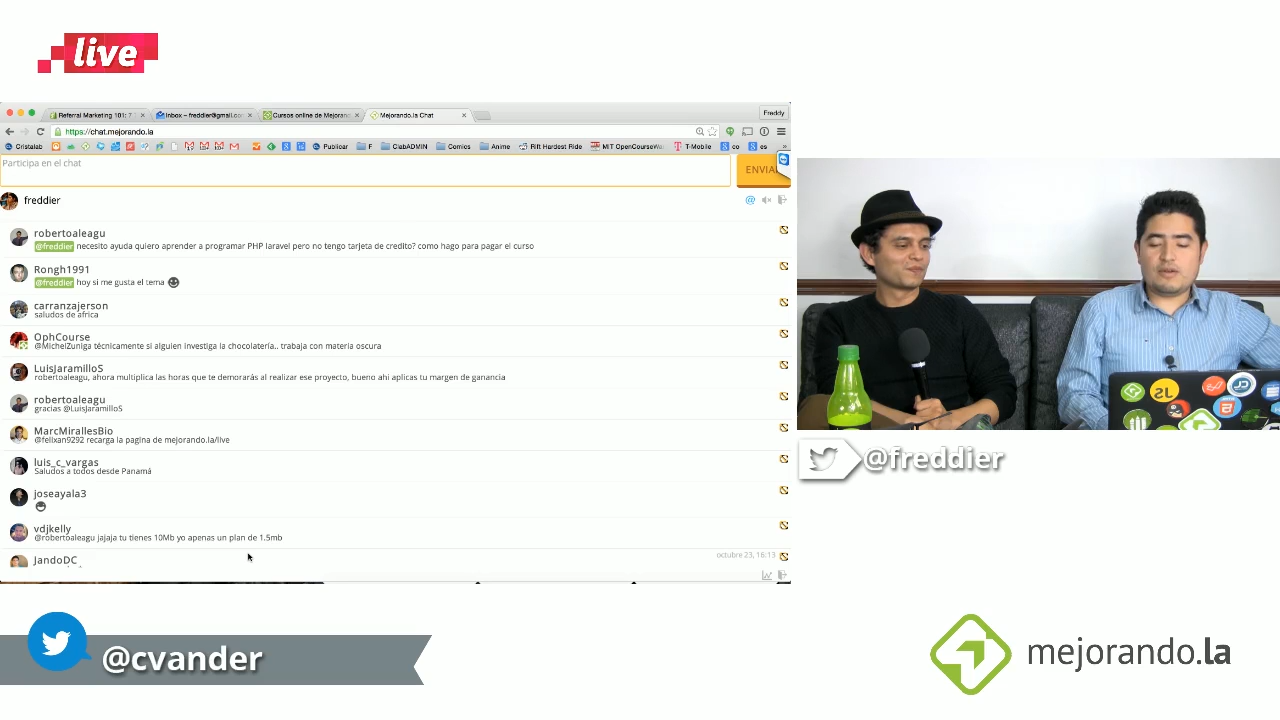 live
Referral Marketing 101: 7
Inbox - freddier@gmail.co
Cursos online de Mejoran
Mejorando.la Chat
Freddy
https://chat.mejorando.la
Cristalab
Publicar
F
ClabADMIN
Comics
Anime
Rift Hardest Ride
MIT OpenCourseWa
T-Mobile
co
es
Participa en el chat
ENVIA
freddier
@
robertoaleagu
@freddier necesito ayuda quiero aprender a programar PHP laravel pero no tengo tarjeta de credito? como hago para pagar el curso
Rongh1991
@freddier hoy si me gusta el tema
carranzajerson
saludos de africa
OphCourse
@MichelZuniga técnicamente si alguien investiga la chocolatería.. trabaja con materia oscura
LuisJaramilloS
robertoaleagu, ahora multiplica las horas que te demorarás al realizar ese proyecto, bueno ahi aplicas tu margen de ganancia
robertoaleagu
gracias @LuisJaramilloS
MarcMirallesBio
@felixan9292 recarga la pagina de mejorando.la/live
luis_c_vargas
Saludos a todos desde Panamá
joseayala3
vdjkelly
@robertoaleagu jajaja tu tienes 10Mb yo apenas un plan de 1.5mb
JandoDC
octubre 23, 16:13
@freddier
@cvander
mejorando.la